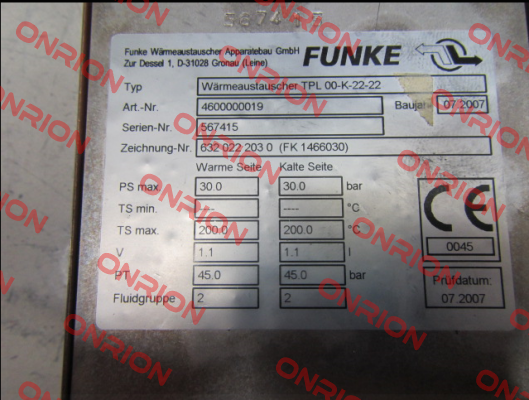 Funke Wärmeaustauscher Apparatebau GmbH
Zur Dessel 1, D-31028 Gronau (Leine)
FUNKE
Typ Wärmeaustauscher TPL 00-K-22-22
Art.-Nr. 4600000019 Baujahr 07.2007
Serien-Nr. 567415
Zeichnung-Nr. 632 022 203 0 (FK 1466030)
Warme Seite Kalte Seite
PS max. 30.0 30.0 bar
TS min. ---- ---- °C
TS max. 200.0 200.0 °C
V 1.1 1.1 l
PT 45.0 45.0 bar
Fluidgruppe 2 2
CE
0045
Prüfdatum:
07.2007
ONRION